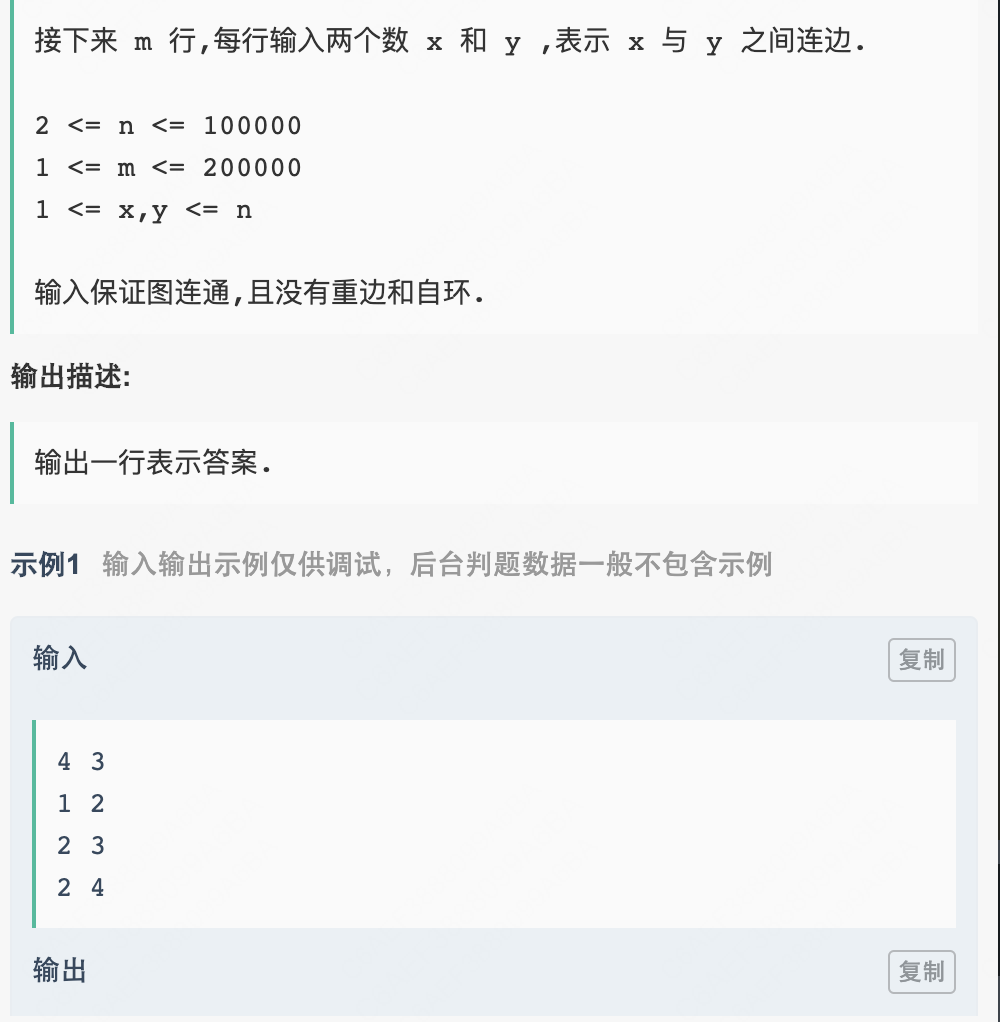 接下来 m 行,每行输入两个数 x 和 y ,表示 x 与 y 之间连边.
2 <= n <= 100000
1 <= m <= 200000
1 <= x,y <= n
输入保证图连通,且没有重边和自环.
输出描述:
输出一行表示答案.
示例1 输入输出示例仅供调试，后台判题数据一般不包含示例
输入 复制
4 3
1 2
2 3
2 4
输出 复制